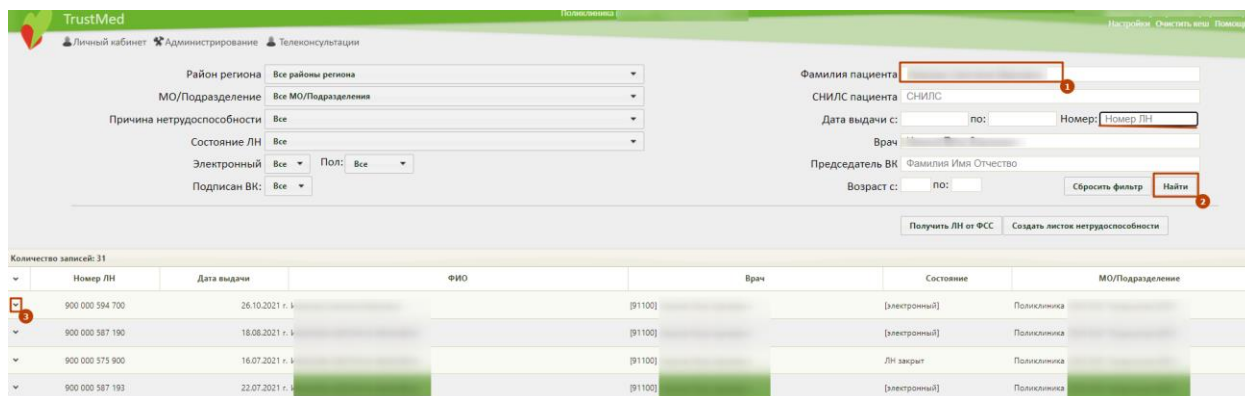 TrustMed
Поликлиника
Настройки Очистить кеш Помощь
Личный кабинет Администрирование Телеконсультации
Район региона Все районы региона
Фамилия пациента
1
МО/Подразделение Все МО/Подразделения
СНИЛС пациента СНИЛС
Причина нетрудоспособности Все
Дата выдачи с: по: Номер: Номер ЛН
Состояние ЛН Все
Врач
Электронный Все Пол: Все
Председатель ВК Фамилия Имя Отчество
Подписан ВК: Все
Возраст с: по: Сбросить фильтр Найти
2
Получить ЛН от ФСС Создать листок нетрудоспособности
Количество записей: 31
Номер ЛН Дата выдачи ФИО Врач Состояние МО/Подразделение
900 000 594 700 26.10.2021 г. [91100] [электронный] Поликлиника
3
900 000 587 190 18.08.2021 г. [91100] [электронный] Поликлиника
900 000 575 900 16.07.2021 г. [91100] ЛН закрыт Поликлиника
900 000 587 193 22.07.2021 г. [91100] [электронный] Поликлиника